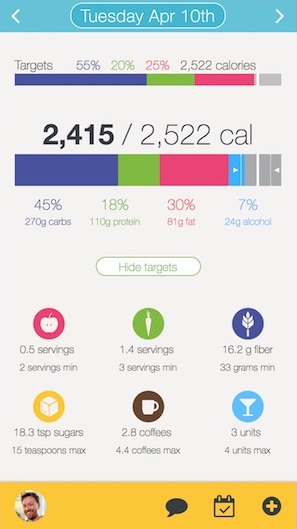 Tuesday Apr 10th
Targets 55% 20% 25% 2,522 calories
2,415 / 2,522 cal
45% 18% 30% 7%
270g carbs 110g protein 81g fat 24g alcohol
Hide targets
0.5 servings 1.4 servings 16.2 g fiber
2 servings min 3 servings min 33 grams min
18.3 tsp sugars 2.8 coffees 3 units
15 teaspoons max 4.4 coffees max 4 units max